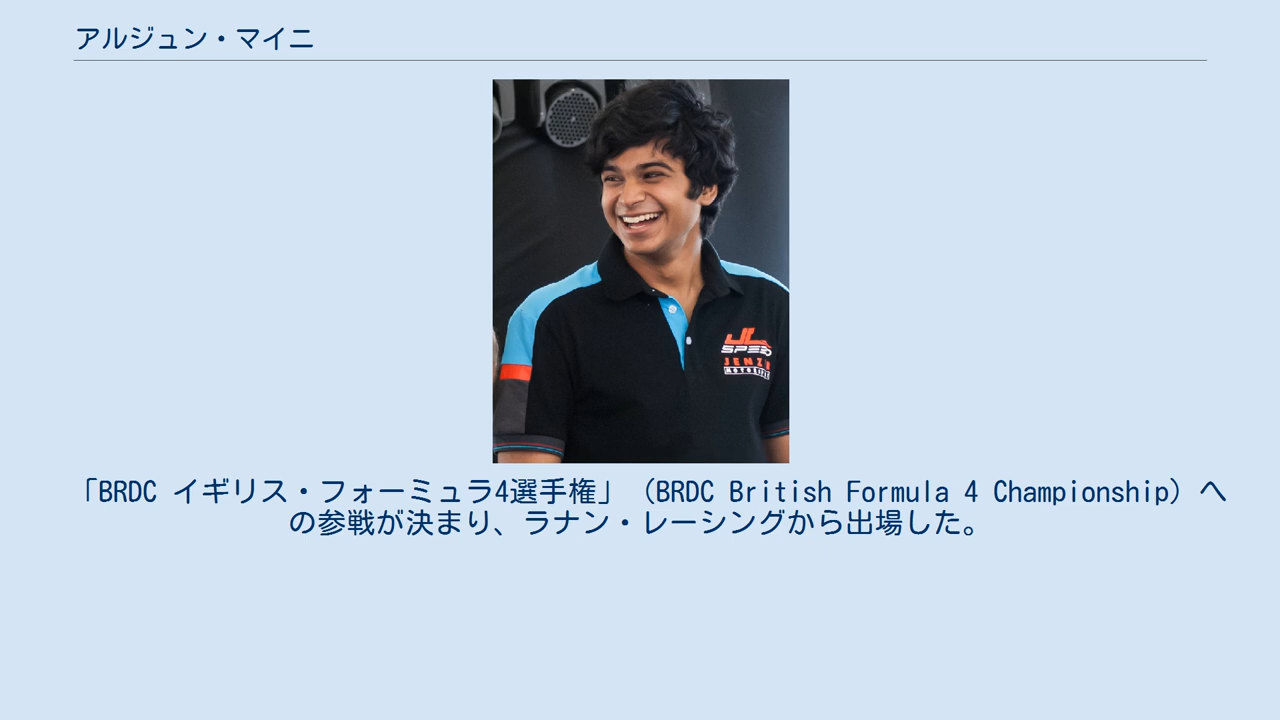 アルジュン・マイニ
JL
SPEED
「BRDC イギリス・フォーミュラ4選手権」（BRDC British Formula 4 Championship）へ
の参戦が決まり、ラナン・レーシングから出場した。